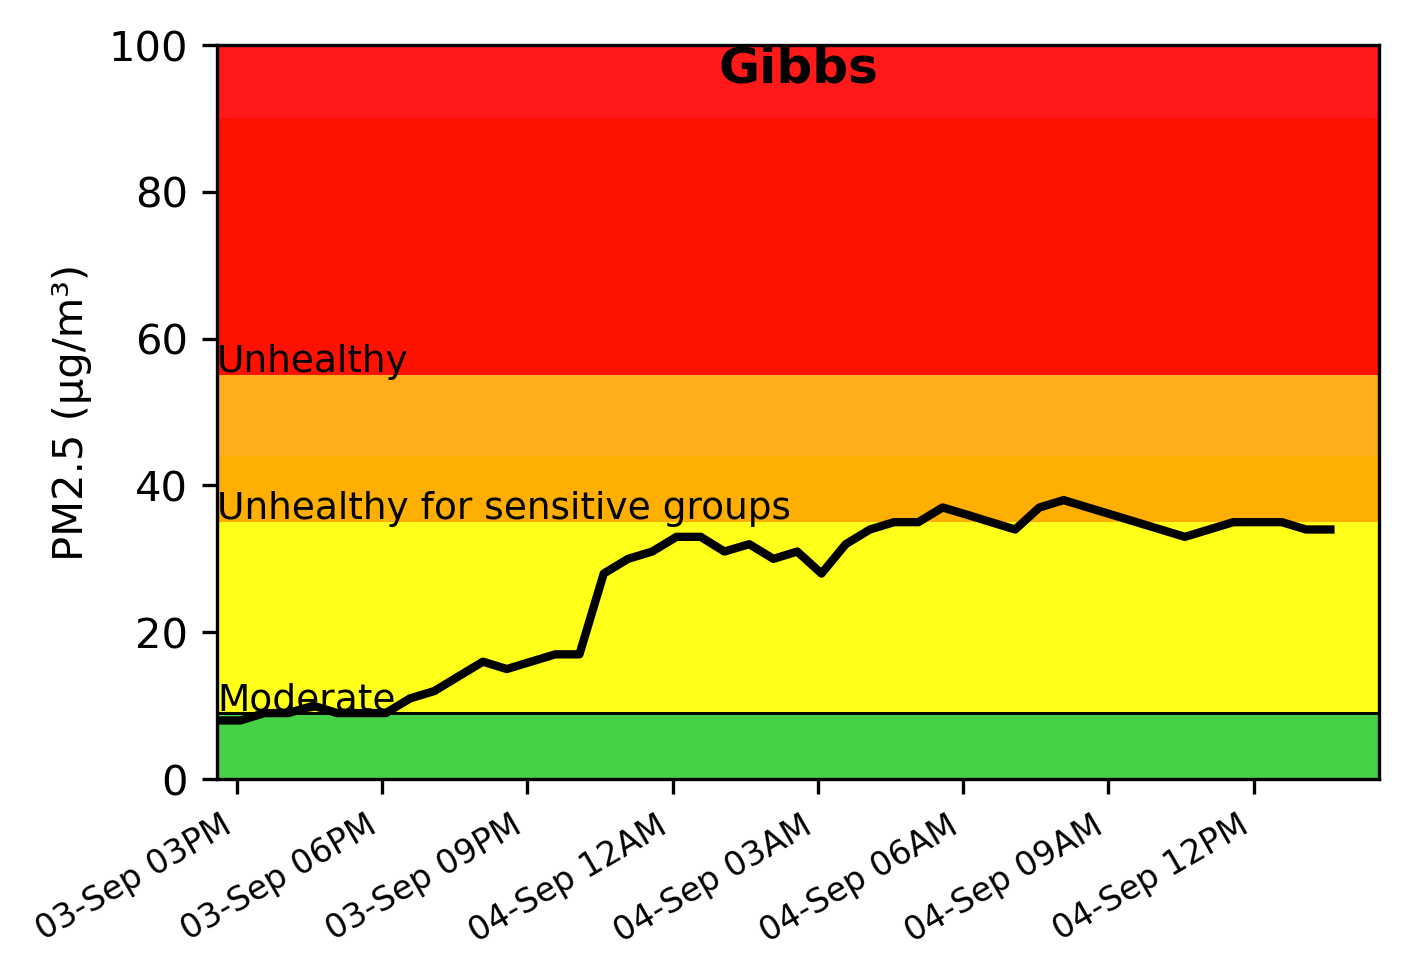 Gibbs
100
80
60
40
20
0
PM2.5 (µg/m³)
Unhealthy
Unhealthy for sensitive groups
Moderate
03-Sep 03PM
03-Sep 06PM
03-Sep 09PM
04-Sep 12AM
04-Sep 03AM
04-Sep 06AM
04-Sep 09AM
04-Sep 12PM